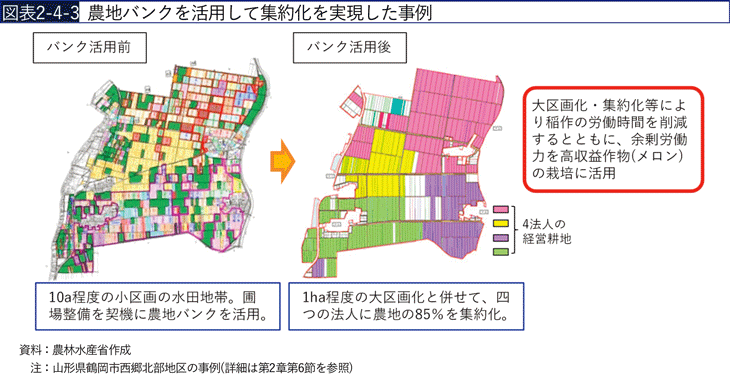 図表2-4-3 農地バンクを活用して集約化を実現した事例
バンク活用前
バンク活用後
大区画化・集約化等によ
り稲作の労働時間を削減
するとともに、余剰労働
力を高収益作物(メロン)
の栽培に活用
4法人の
経営耕地
10a程度の小区画の水田地帯。圃
場整備を契機に農地バンクを活用。
1ha程度の大区画化と併せて、四
つの法人に農地の85%を集約化。
資料：農林水産省作成
注：山形県鶴岡市西郷北部地区の事例(詳細は第2章第6節を参照)